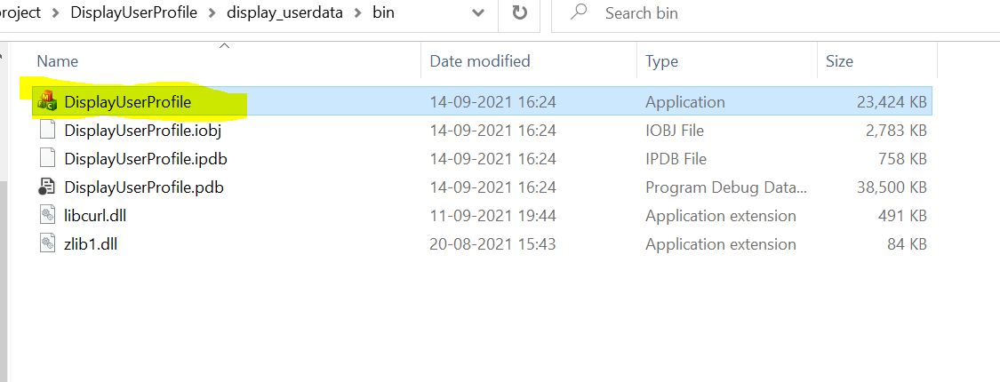 roject > DisplayUserProfile > display_userdata > bin Search bin
Name Date modified Type Size
DisplayUserProfile 14-09-2021 16:24 Application 23,424 KB
DisplayUserProfile.iobj 14-09-2021 16:24 IOBJ File 2,783 KB
DisplayUserProfile.ipdb 14-09-2021 16:24 IPDB File 758 KB
DisplayUserProfile.pdb 14-09-2021 16:24 Program Debug Data... 38,500 KB
libcurl.dll 11-09-2021 19:44 Application extension 491 KB
zlib1.dll 20-08-2021 15:43 Application extension 84 KB